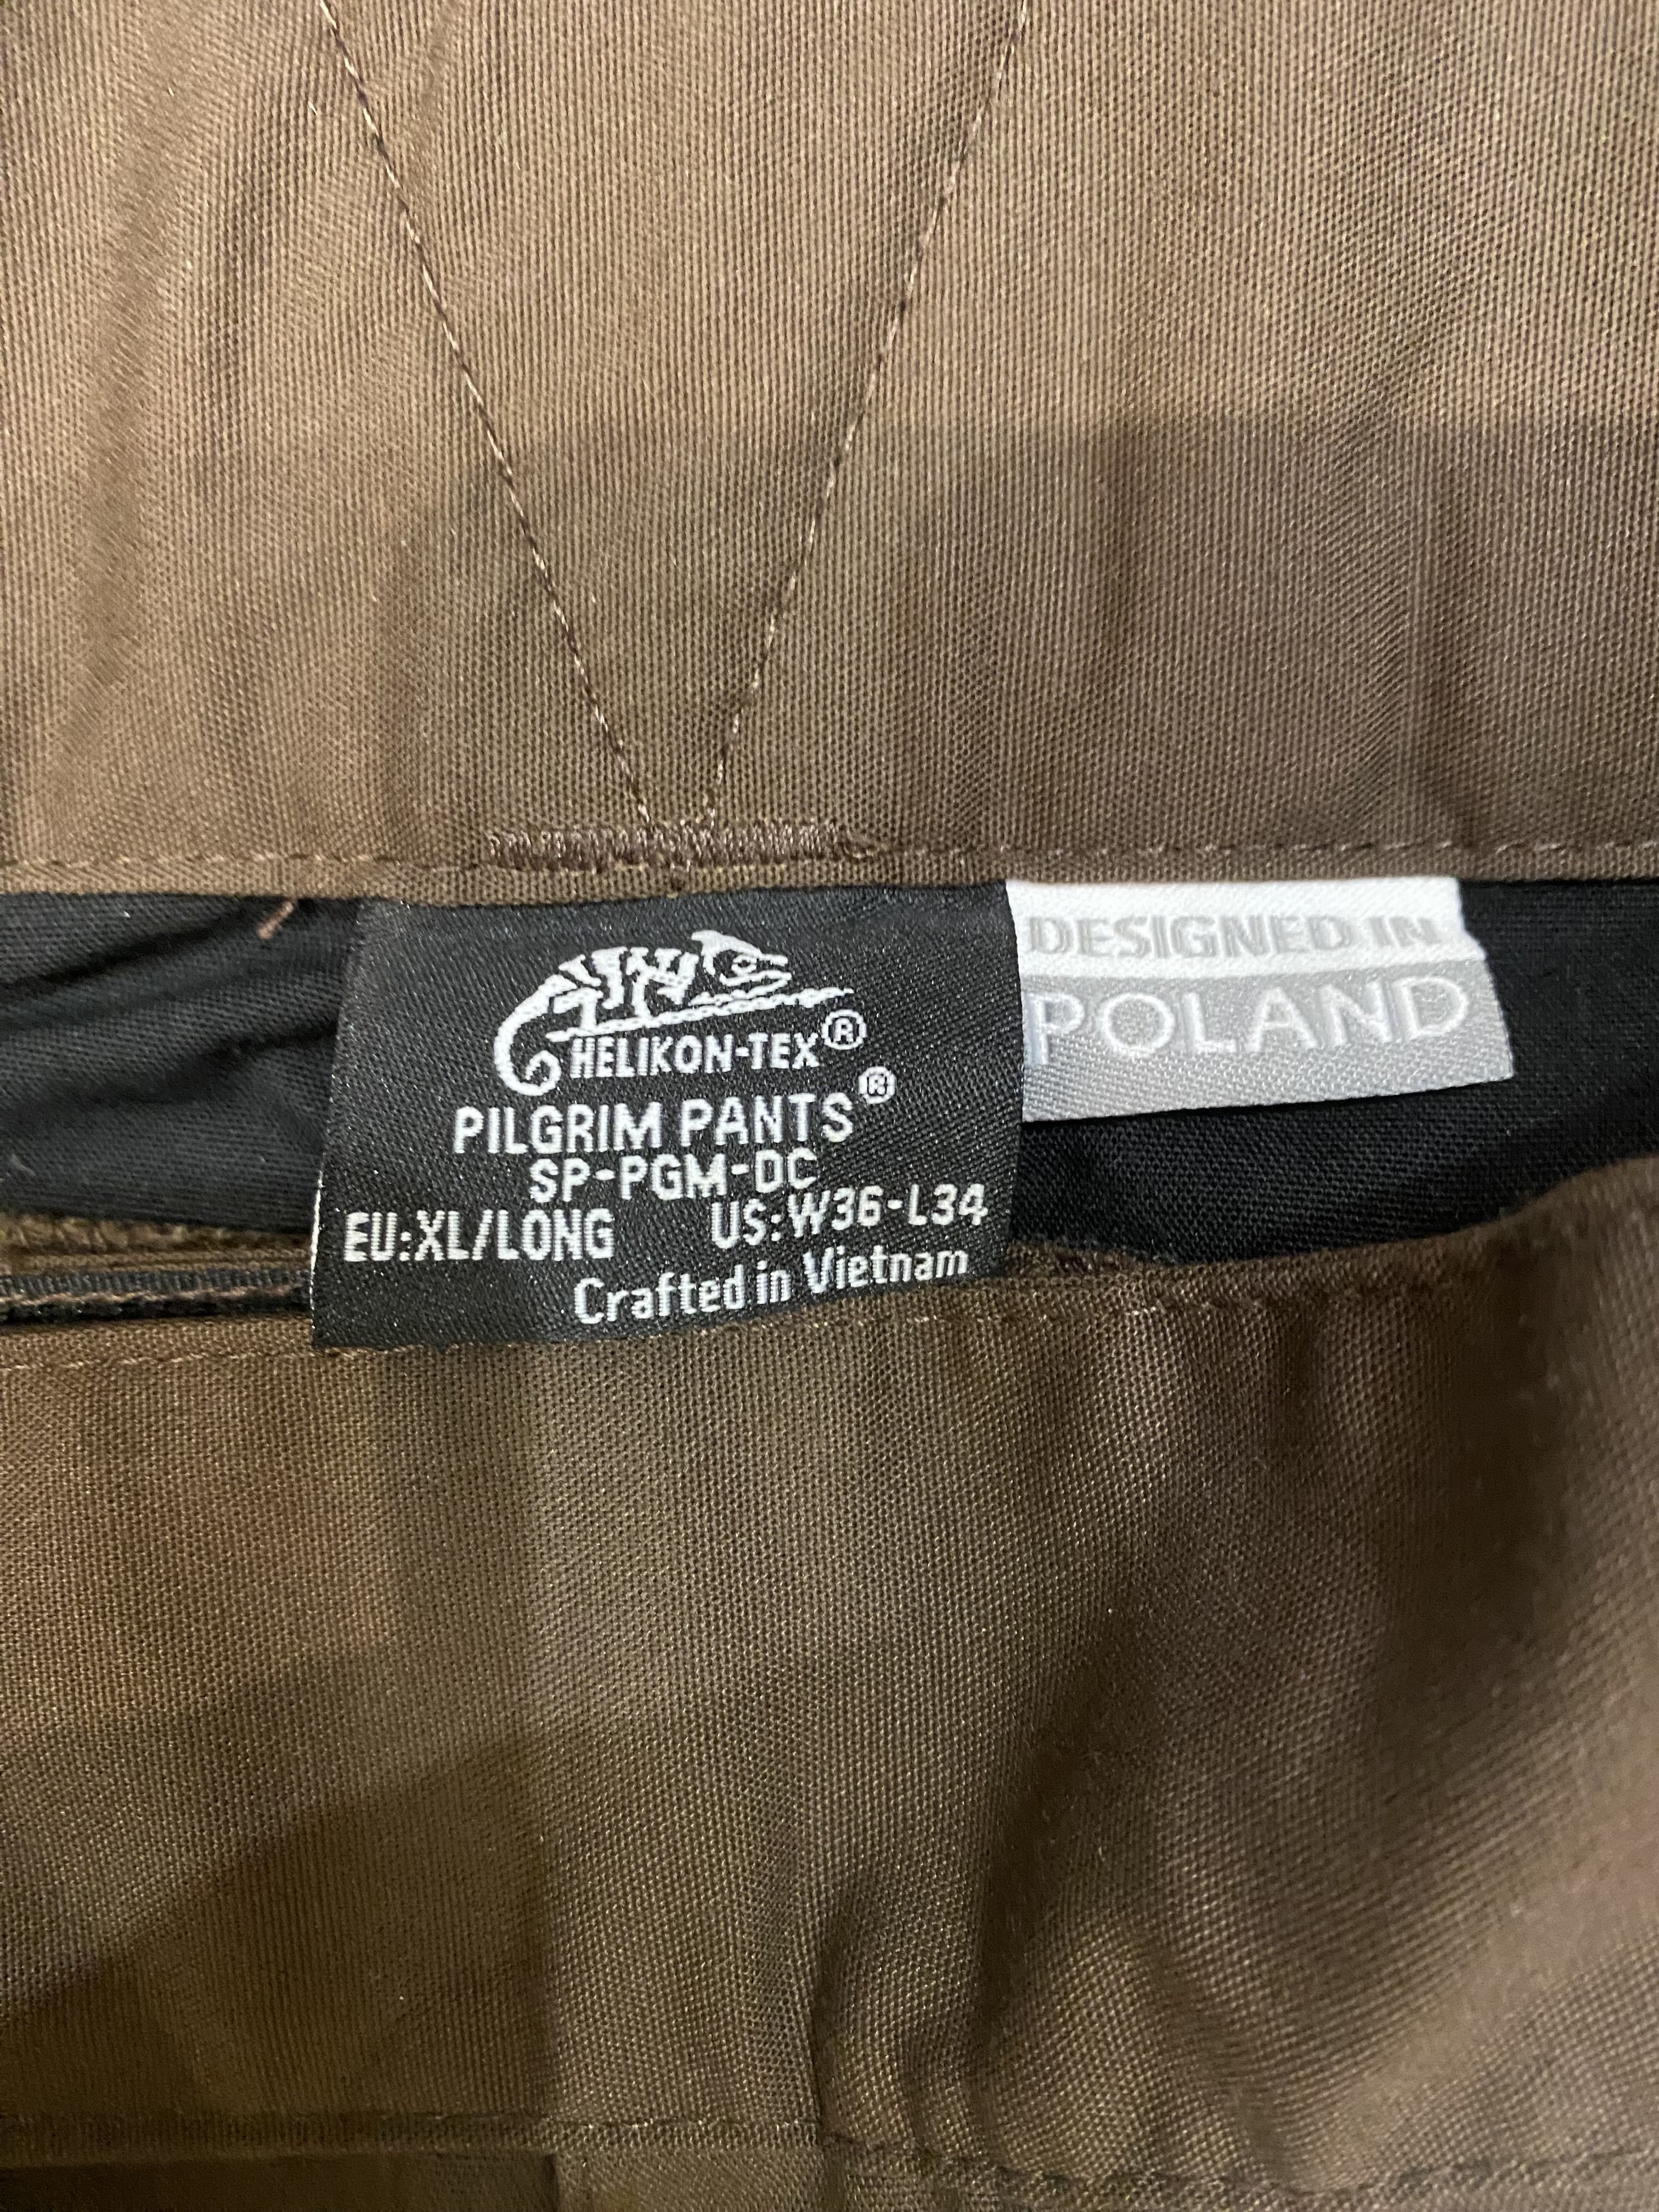 HELIKON-TEX®
PILGRIM PANTS®
SP-PGM-DC
EU:XL/LONG US:W36-L34
Crafted in Vietnam
DESIGNED IN
POLAND